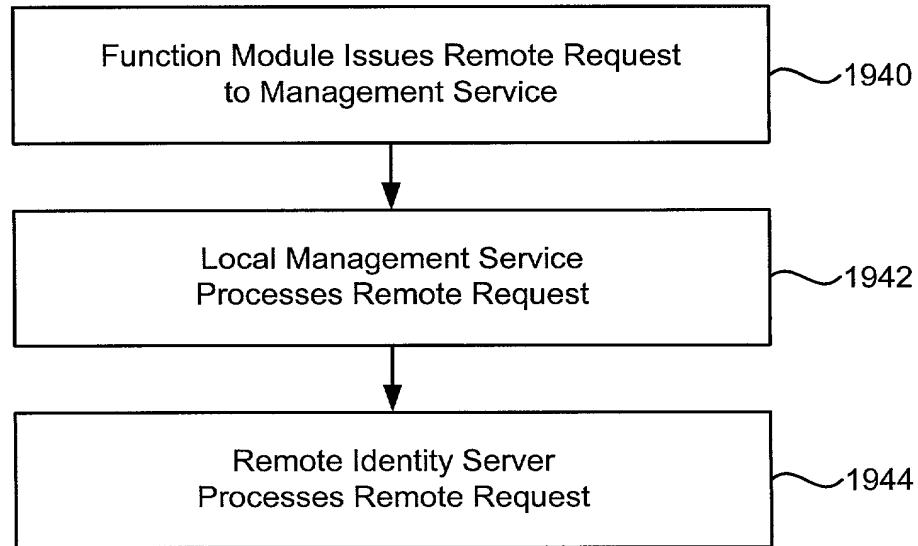 Function Module Issues Remote Request
to Management Service
1940
Local Management Service
Processes Remote Request
1942
Remote Identity Server
Processes Remote Request
1944